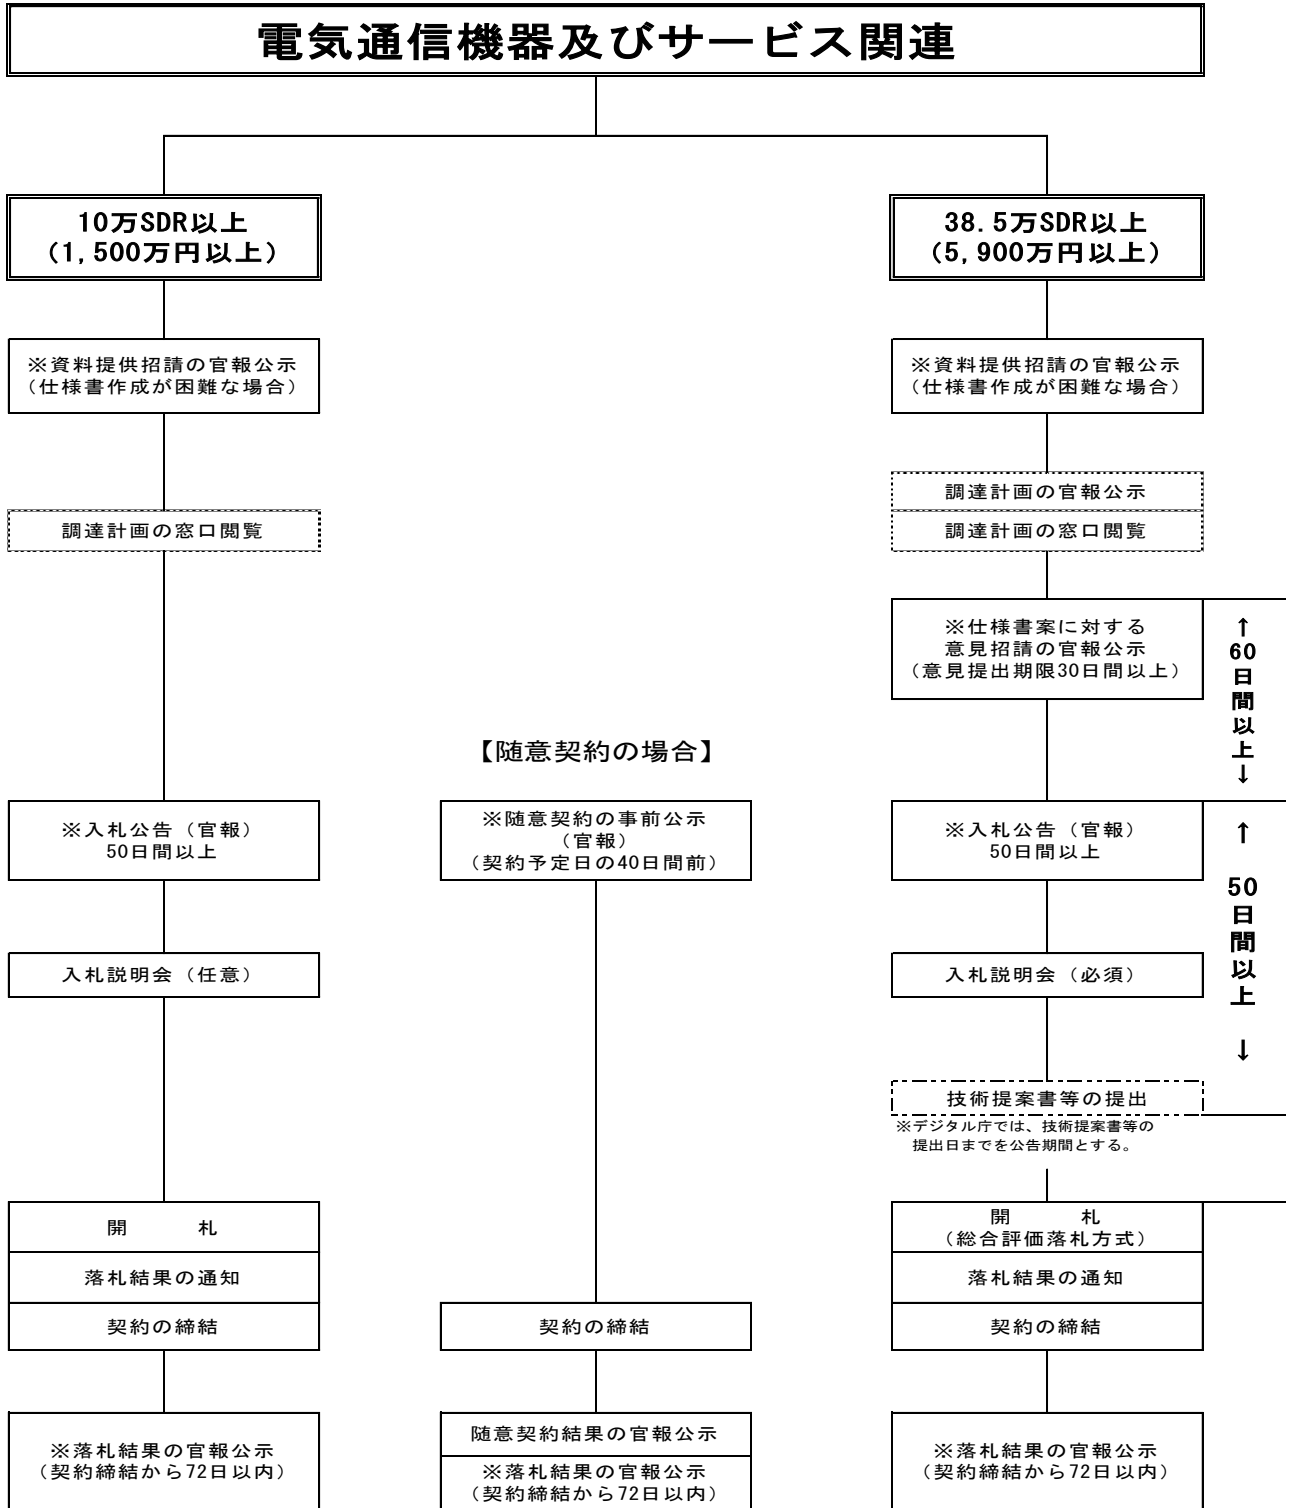 電気通信機器及びサービス関連
10万SDR以上
（1,500万円以上）
38.5万SDR以上
（5,900万円以上）
※資料提供招請の官報公示
（仕様書作成が困難な場合）
※資料提供招請の官報公示
（仕様書作成が困難な場合）
調達計画の官報公示
調達計画の窓口閲覧
調達計画の窓口閲覧
※仕様書案に対する
意見招請の官報公示
（意見提出期限30日間以上）
↑60日間以上↓
【随意契約の場合】
※入札公告（官報）
50日間以上
※随意契約の事前公示
（官報）
（契約予定日の40日間前）
※入札公告（官報）
50日間以上
↑ 50日間以上 ↓
入札説明会（任意）
入札説明会（必須）
技術提案書等の提出
※デジタル庁では、技術提案書等の
提出日までを公告期間とする。
開　　　札
開　　　札
（総合評価落札方式）
落札結果の通知
落札結果の通知
契約の締結
契約の締結
契約の締結
※落札結果の官報公示
（契約締結から72日以内）
随意契約結果の官報公示
※落札結果の官報公示
（契約締結から72日以内）
※落札結果の官報公示
（契約締結から72日以内）